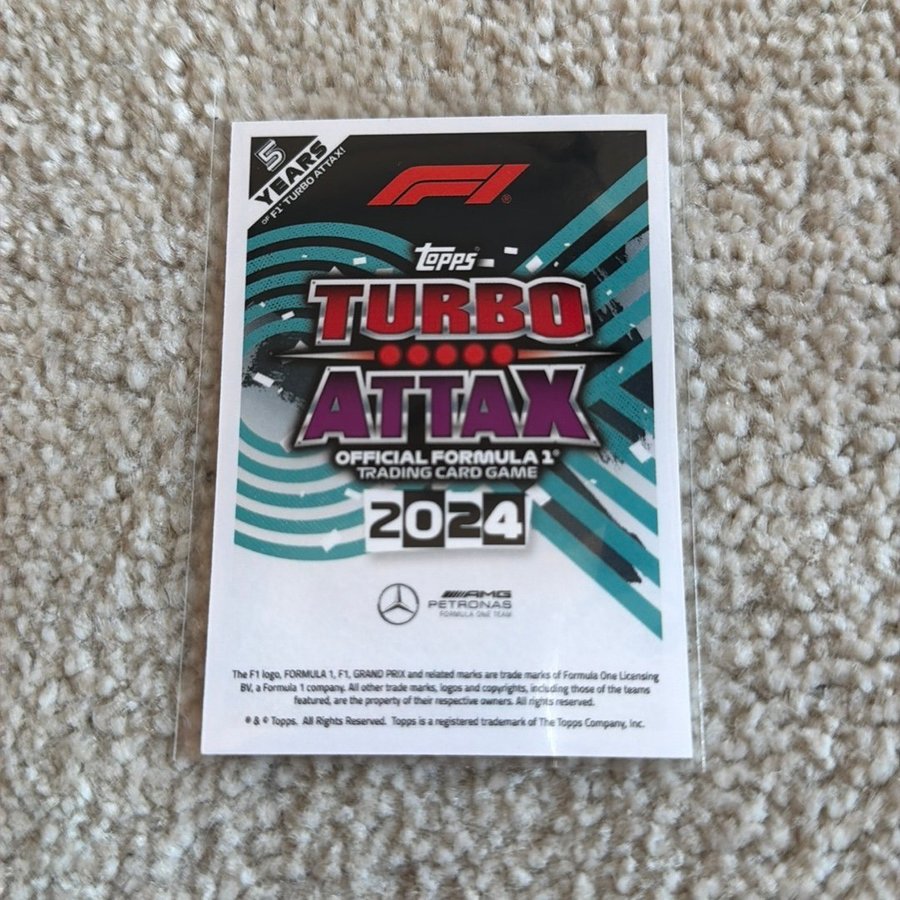 5
YEARS
OF F1® TURBO ATTAX!
F1®
Topps®
TURBO
ATTAX
OFFICIAL FORMULA 1®
TRADING CARD GAME
2024
AMG
PETRONAS
FORMULA ONE TEAM
The F1 logo, FORMULA 1, F1, GRAND PRIX and related marks are trade marks of Formula One Licensing
BV, a Formula 1 company. All other trade marks, logos and copyrights, including those of the teams
featured, are the property of their respective owners. All rights reserved.
® & © Topps. All Rights Reserved. Topps is a registered trademark of The Topps Company, Inc.